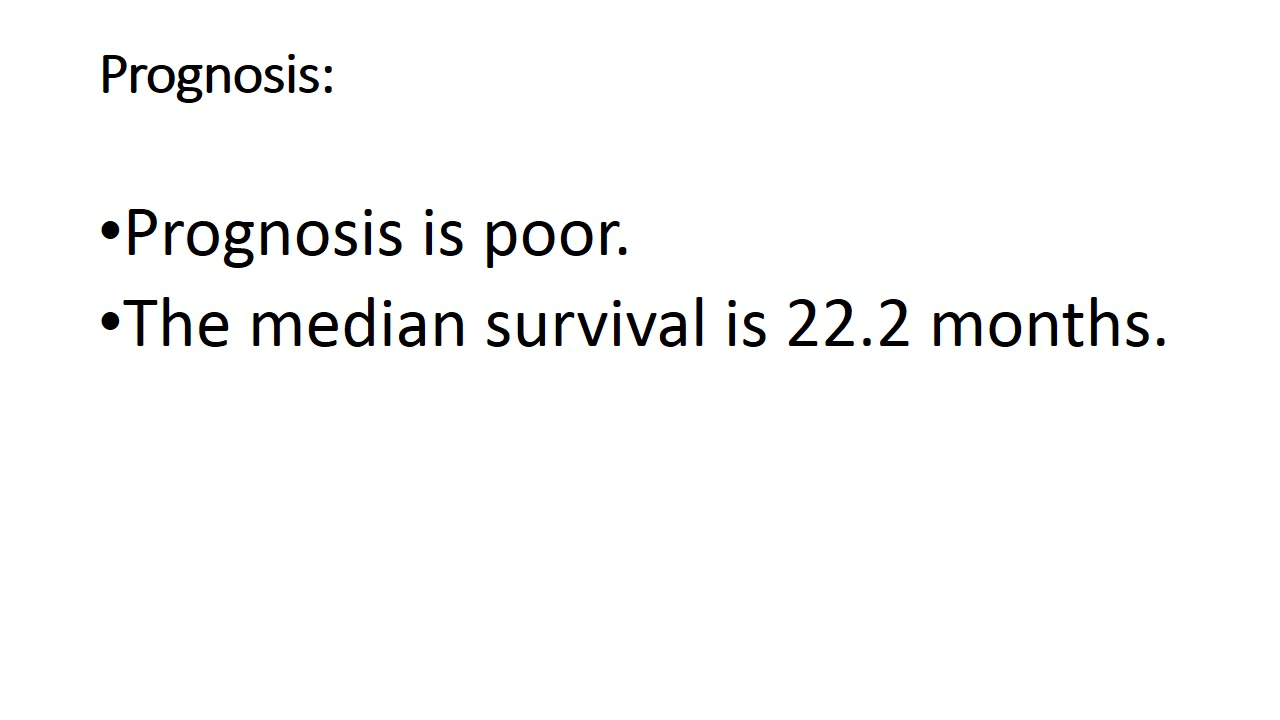 Prognosis:
•Prognosis is poor.
•The median survival is 22.2 months.